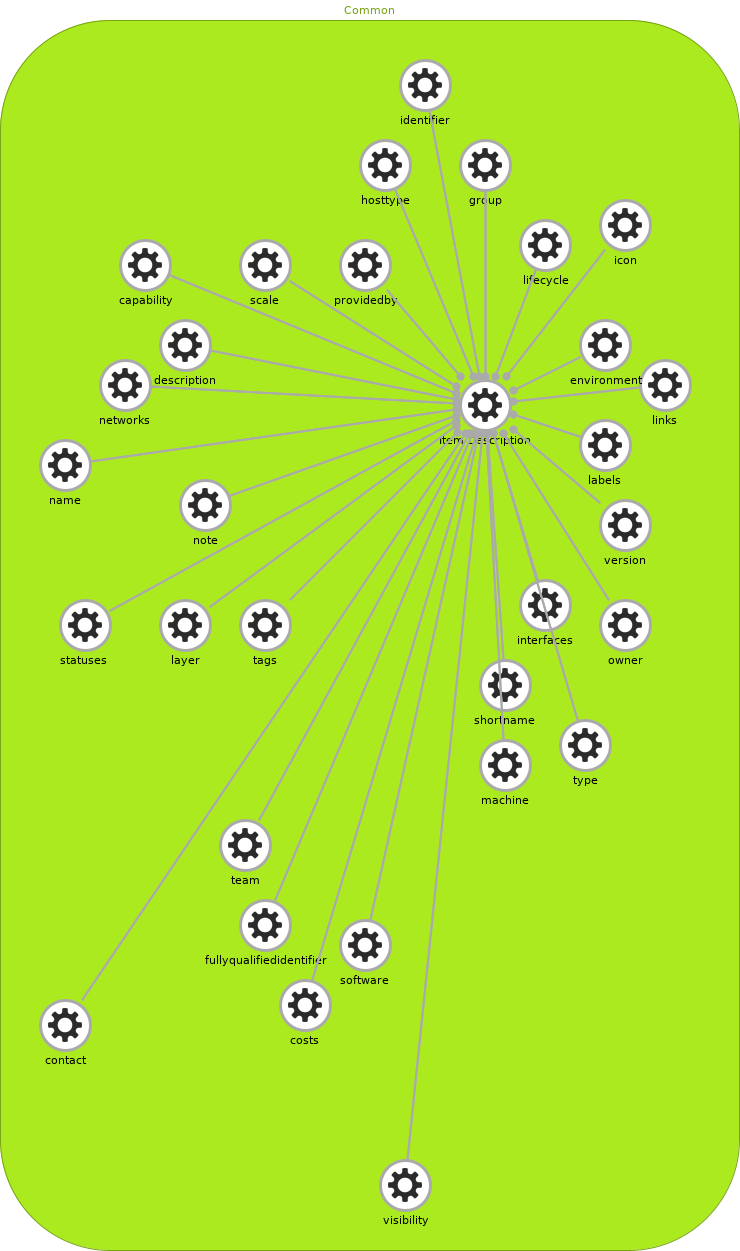 Common
identifier
hosttype
group
icon
lifecycle
capability
scale
providedby
description
environment
networks
links
itemDescription
labels
name
note
version
statuses
layer
tags
interfaces
owner
shortname
type
machine
team
fullyqualifiedidentifier
software
costs
contact
visibility